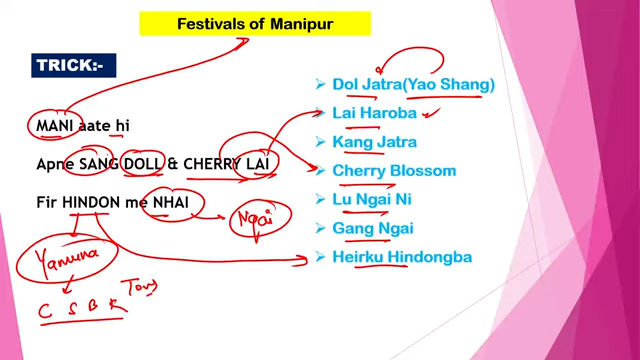 Festivals of Manipur
TRICK:-
MANI aate hi
Apne SANG DOLL & CHERRY LAI
Fir HINDON me NHAI
Ngai
Yamuna
C S B K Tons
Dol Jatra(Yao Shang)
Lai Haroba
Kang Jatra
Cherry Blossom
Lu Ngai Ni
Gang Ngai
Heirku Hindongba